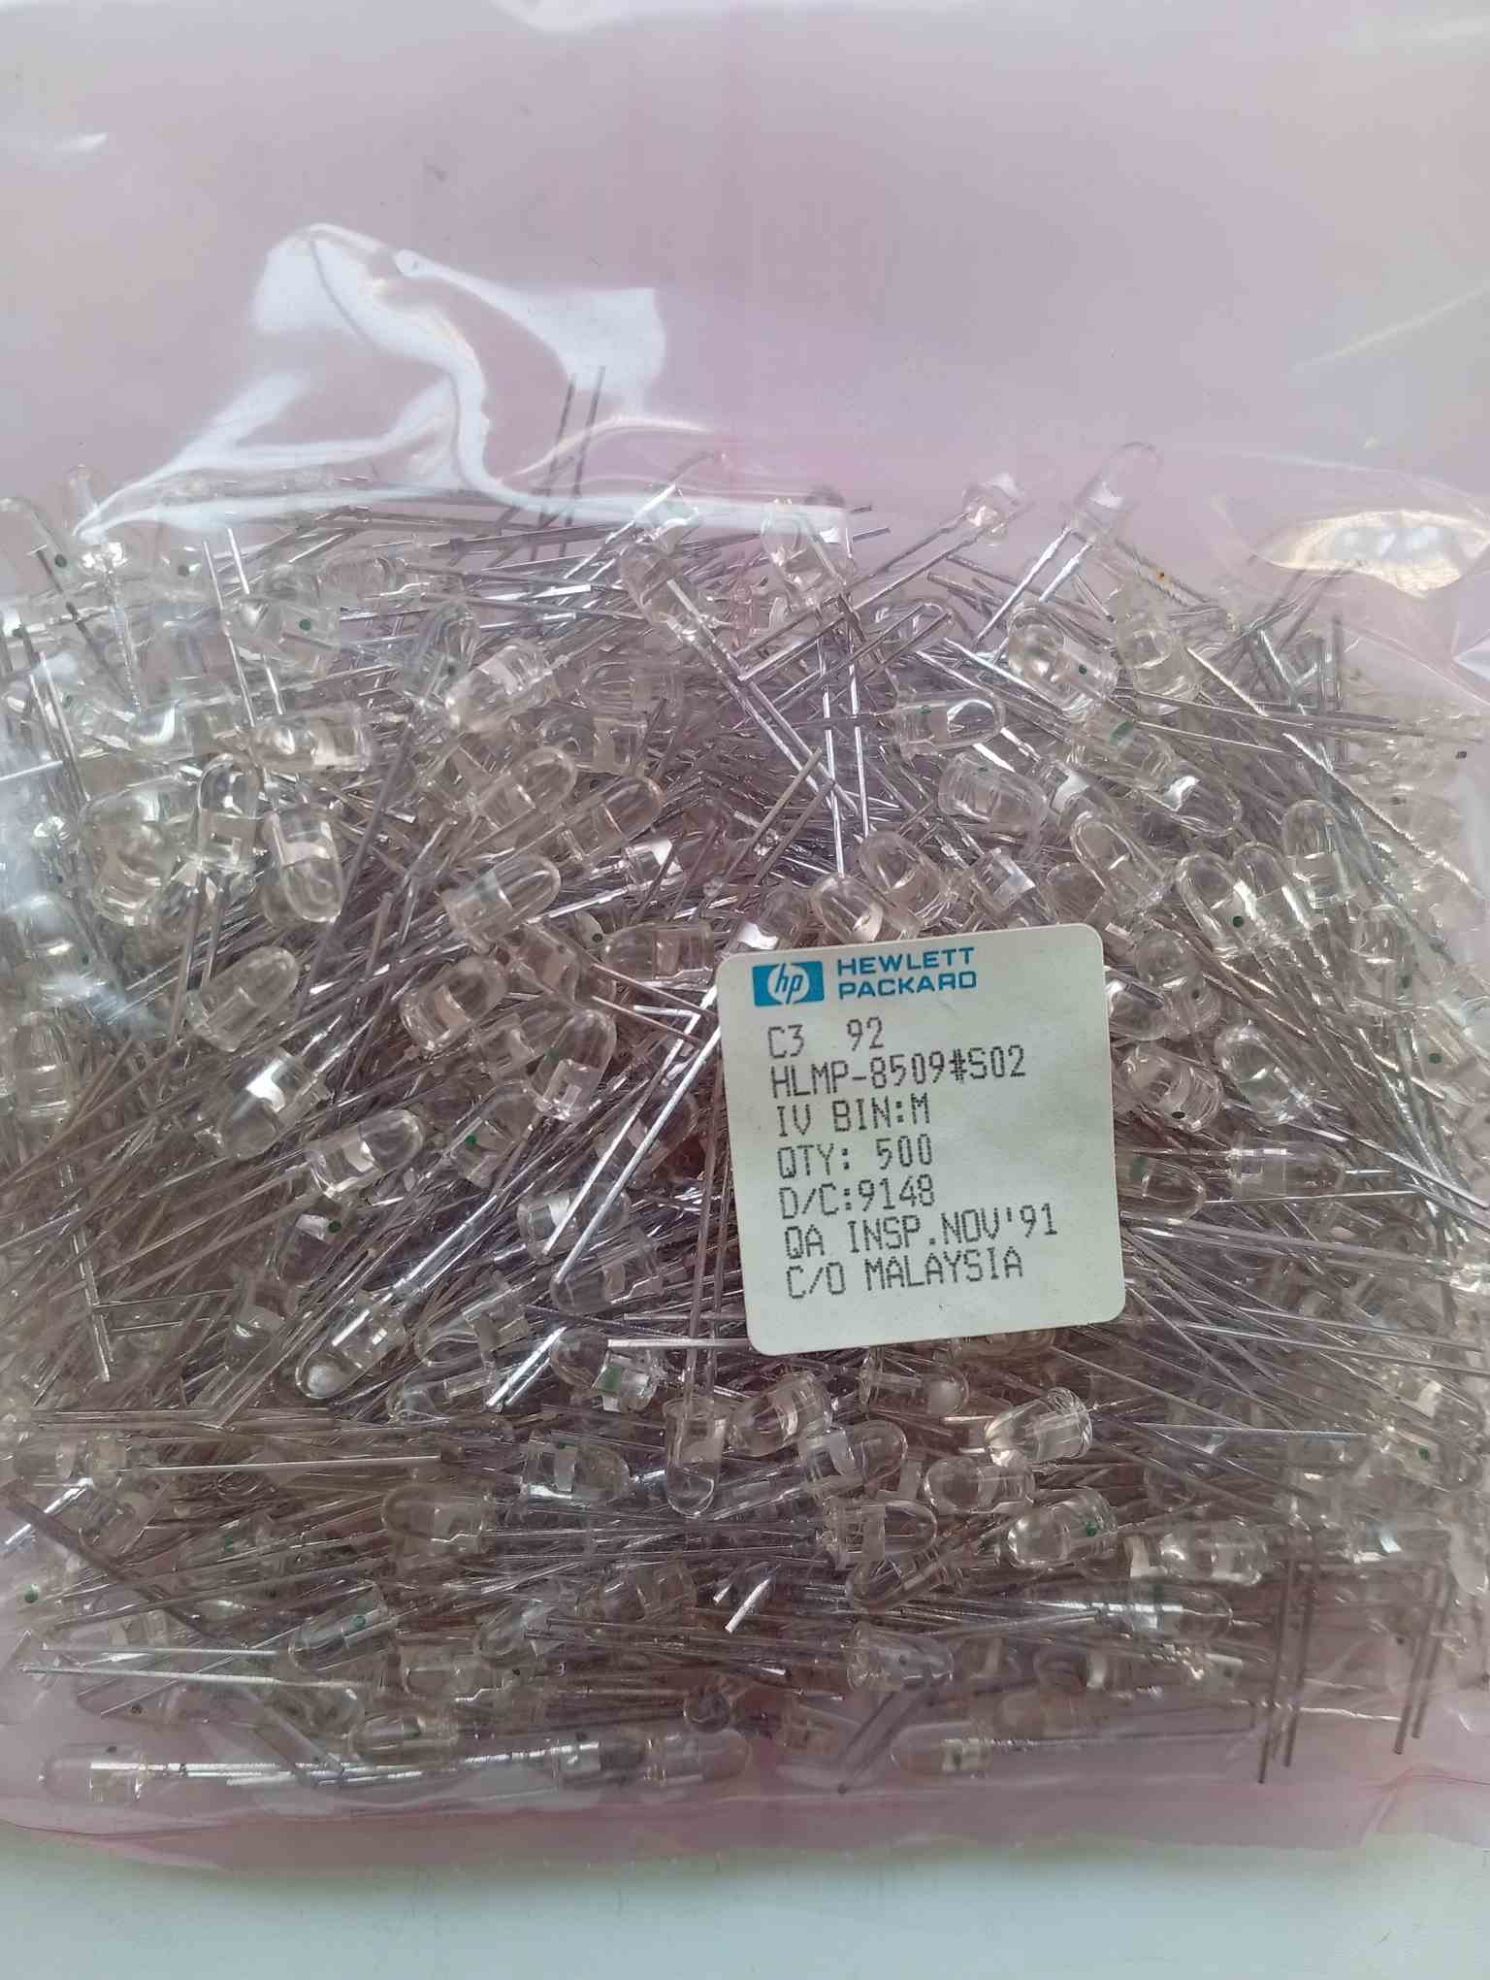 hp HEWLETT
PACKARD
C3 92
HLMP-8509#S02
IV BIN:M
QTY: 500
D/C:9148
QA INSP.NOV'91
C/O MALAYSIA